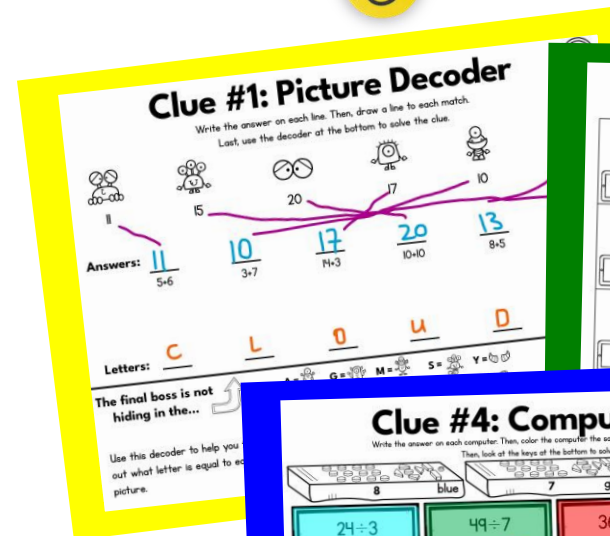 Clue #1: Picture Decoder
Write the answer on each line. Then, draw a line to each match.
Last, use the decoder at the bottom to solve the clue.
11 15 20 17 10
Answers: 11 10 17 20 13
5+6 3+7 14+3 10+10 8+5
Letters: C L O U D
G= M= S= Y=
The final boss is not
hiding in the...
Use this decoder to help you
out what letter is equal to
picture.
Clue #4:
Write the answer on each computer. Then, color the computer the
Then, look at the keys at the bottom to
8 blue 7
24÷3 49÷7